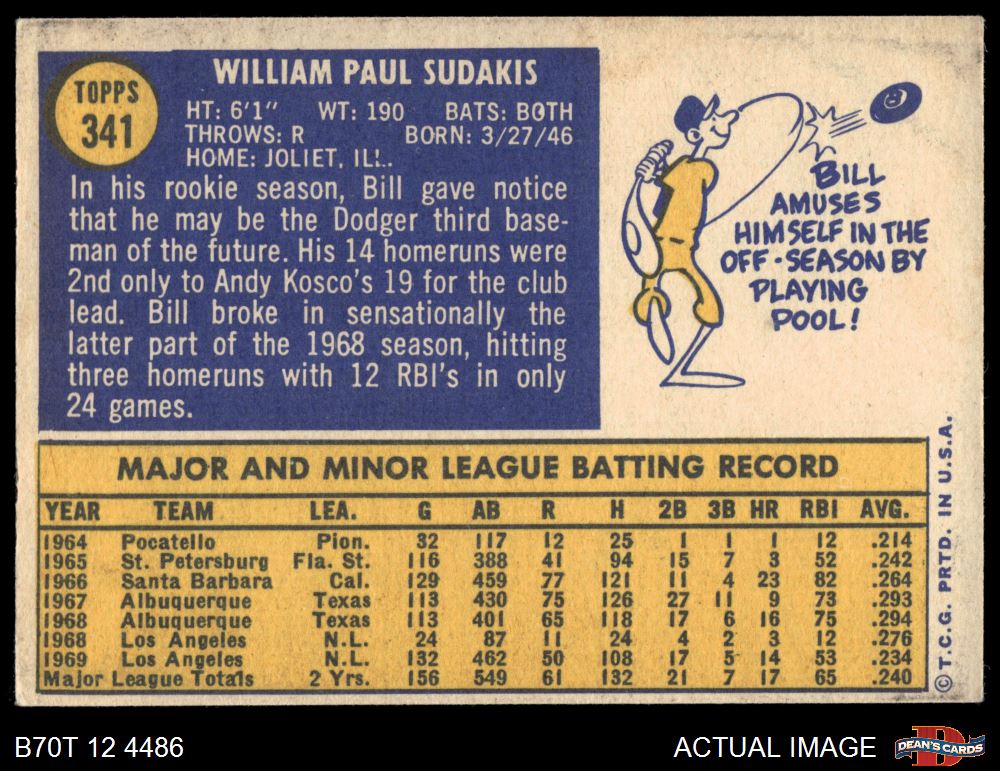 TOPPS
341
WILLIAM PAUL SUDAKIS
HT: 6'1" WT: 190 BATS: BOTH
THROWS: R BORN: 3/27/46
HOME: JOLIET, ILL.
In his rookie season, Bill gave notice
that he may be the Dodger third base-
man of the future. His 14 homeruns were
2nd only to Andy Kosco's 19 for the club
lead. Bill broke in sensationally the
latter part of the 1968 season, hitting
three homeruns with 12 RBI's in only
24 games.
BILL
AMUSES
HIMSELF IN THE
OFF-SEASON BY
PLAYING
POOL!
8
MAJOR AND MINOR LEAGUE BATTING RECORD
YEAR TEAM LEA. G AB R H 2B 3B HR RBI AVG.
1964 Pocatello Pion. 32 117 12 25 1 1 1 12 .214
1965 St. Petersburg Fla. St. 116 388 41 94 15 7 3 52 .242
1966 Santa Barbara Cal. 129 459 77 121 11 4 23 82 .264
1967 Albuquerque Texas 113 430 75 126 27 11 9 73 .293
1968 Albuquerque Texas 113 401 65 118 17 6 16 75 .294
1968 Los Angeles N.L. 24 87 11 24 4 2 3 12 .276
1969 Los Angeles N.L. 132 462 50 108 17 5 14 53 .234
Major League Totals 2 Yrs. 156 549 61 132 21 7 17 65 .240
©T.C.G. PRTD. IN U.S.A.
B70T 12 4486
ACTUAL IMAGE
D
DEAN'S CARDS